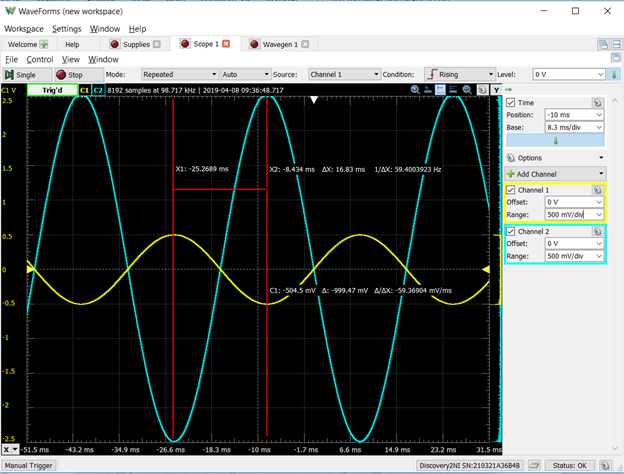 WaveForms (new workspace)
Workspace Settings Window Help
Welcome Help Supplies Scope 1 Wavegen 1
File Control View Window
Single Stop Mode: Repeated Auto Source: Channel 1 Condition: Rising Level: 0 V
C1 V Trig'd C1 C2 8192 samples at 98.717 kHz | 2019-04-08 09:36:48.717 Y
2.5
2
1.5
1
0.5
0
-0.5
-1
-1.5
-2
-2.5
X1: -25.2689 ms X2: -8.434 ms ΔX: 16.83 ms 1/ΔX: 59.4003923 Hz
C1: -504.5 mV Δ: -999.47 mV Δ/ΔX: -59.36904 mV/ms
X -51.5 ms -43.2 ms -34.9 ms -26.6 ms -18.3 ms -10 ms -1.7 ms 6.6 ms 14.9 ms 23.2 ms 31.5 ms
Time
Position: -10 ms
Base: 8.3 ms/div
Options
Add Channel
Channel 1
Offset: 0 V
Range: 500 mV/div
Channel 2
Offset: 0 V
Range: 500 mV/div
Manual Trigger Discovery2NI SN:210321A36B4B Status: OK